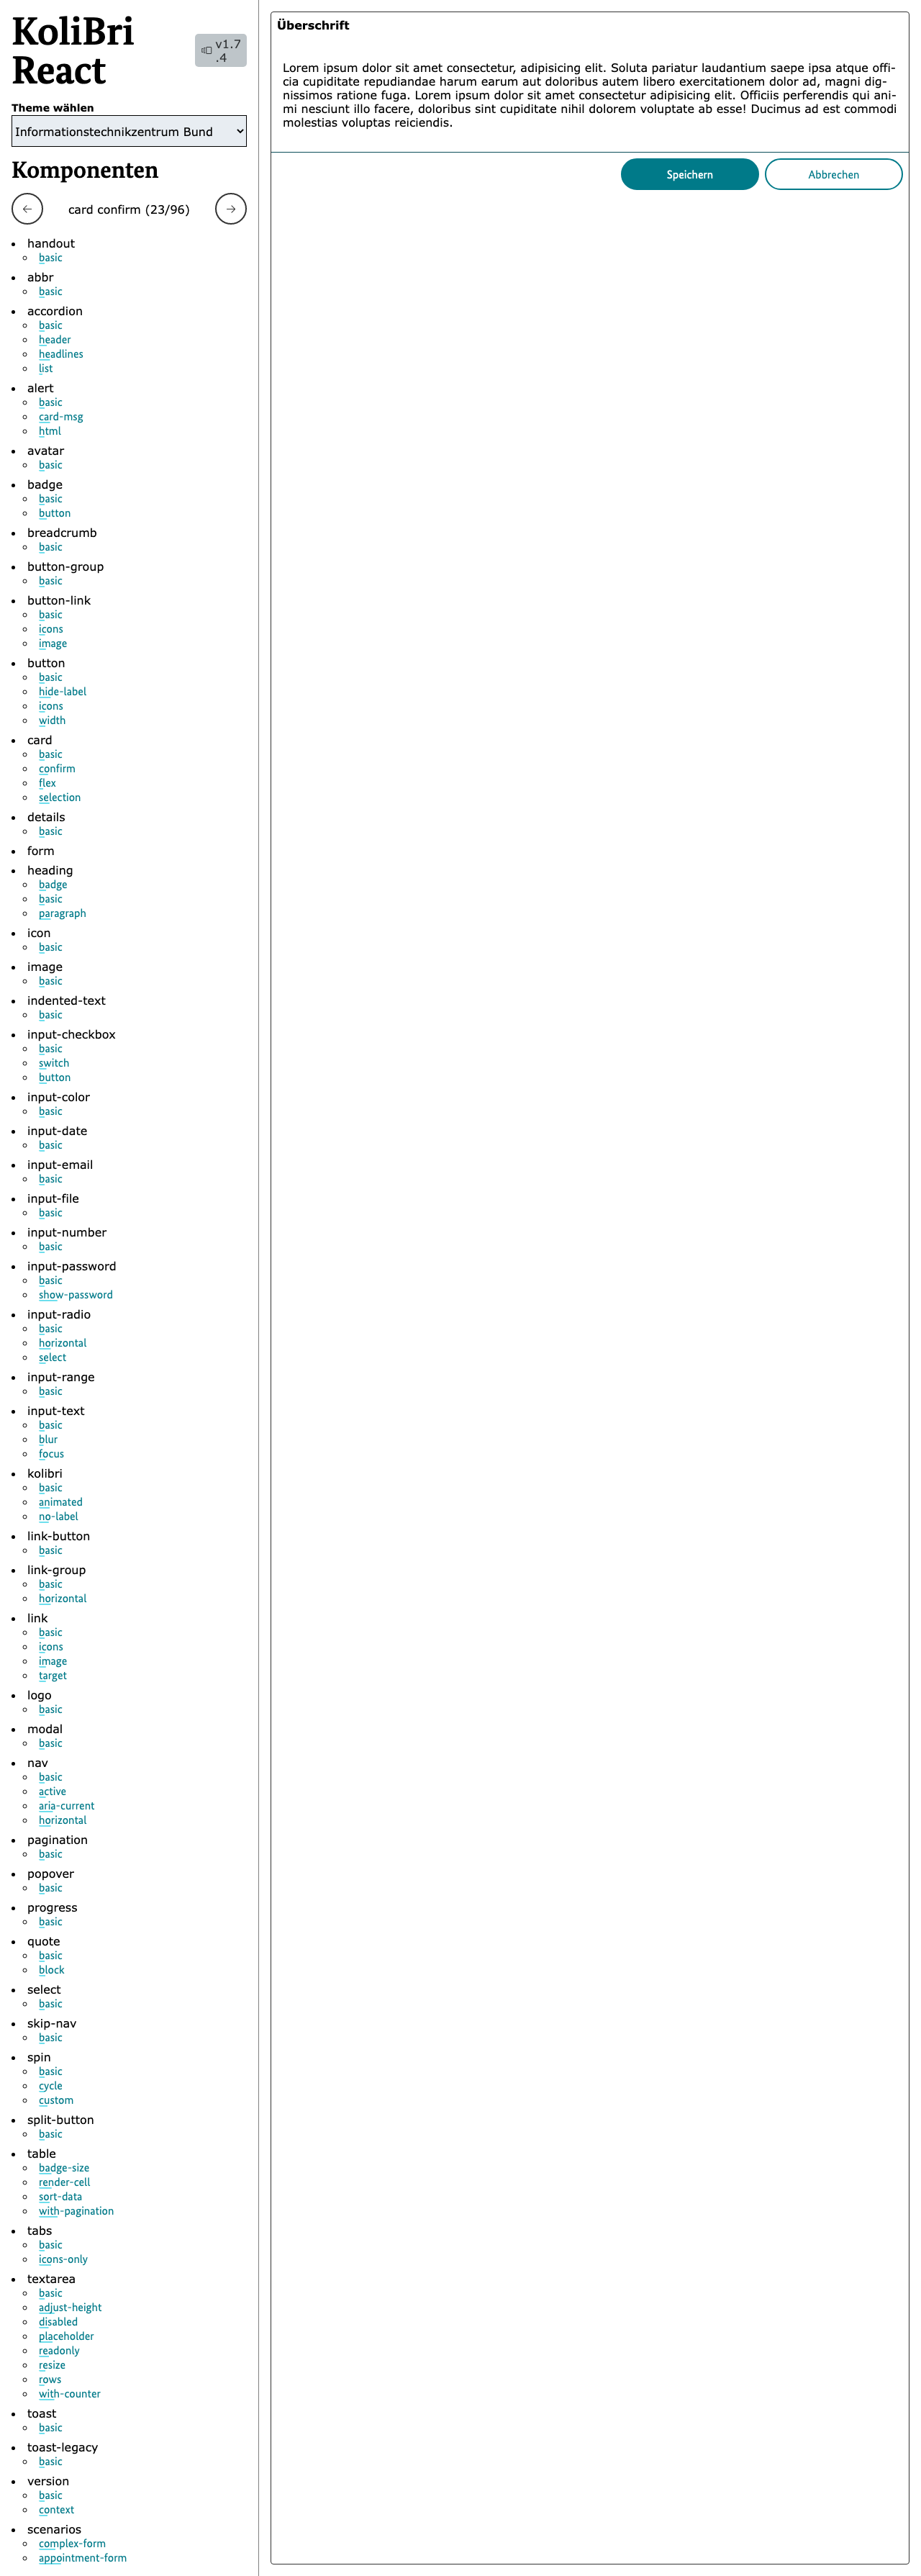 KoliBri
React
v1.7
.4
Theme wählen
Informationstechnikzentrum Bund
Komponenten
card confirm (23/96)
handout
basic
abbr
basic
accordion
basic
header
headlines
list
alert
basic
card-msg
html
avatar
basic
badge
basic
button
breadcrumb
basic
button-group
basic
button-link
basic
icons
image
button
basic
hide-label
icons
width
card
basic
confirm
flex
selection
details
basic
form
heading
badge
basic
paragraph
icon
basic
image
basic
indented-text
basic
input-checkbox
basic
switch
button
input-color
basic
input-date
basic
input-email
basic
input-file
basic
input-number
basic
input-password
basic
show-password
input-radio
basic
horizontal
select
input-range
basic
input-text
basic
blur
focus
kolibri
basic
animated
no-label
link-button
basic
link-group
basic
horizontal
link
basic
icons
image
target
logo
basic
modal
basic
nav
basic
active
aria-current
horizontal
pagination
basic
popover
basic
progress
basic
quote
basic
block
select
basic
skip-nav
basic
spin
basic
cycle
custom
split-button
basic
table
badge-size
render-cell
sort-data
with-pagination
tabs
basic
icons-only
textarea
basic
adjust-height
disabled
placeholder
readonly
resize
rows
with-counter
toast
basic
toast-legacy
basic
version
basic
context
scenarios
complex-form
appointment-form
Überschrift
Lorem ipsum dolor sit amet consectetur, adipisicing elit. Soluta pariatur laudantium saepe ipsa atque offi-
cia cupiditate repudiandae harum earum aut doloribus autem libero exercitationem dolor ad, magni dig-
nissimos ratione fuga. Lorem ipsum dolor sit amet consectetur adipisicing elit. Officiis perferendis qui ani-
mi nesciunt illo facere, doloribus sint cupiditate nihil dolorem voluptate ab esse! Ducimus ad est commodi
molestias voluptas reiciendis.
Speichern
Abbrechen